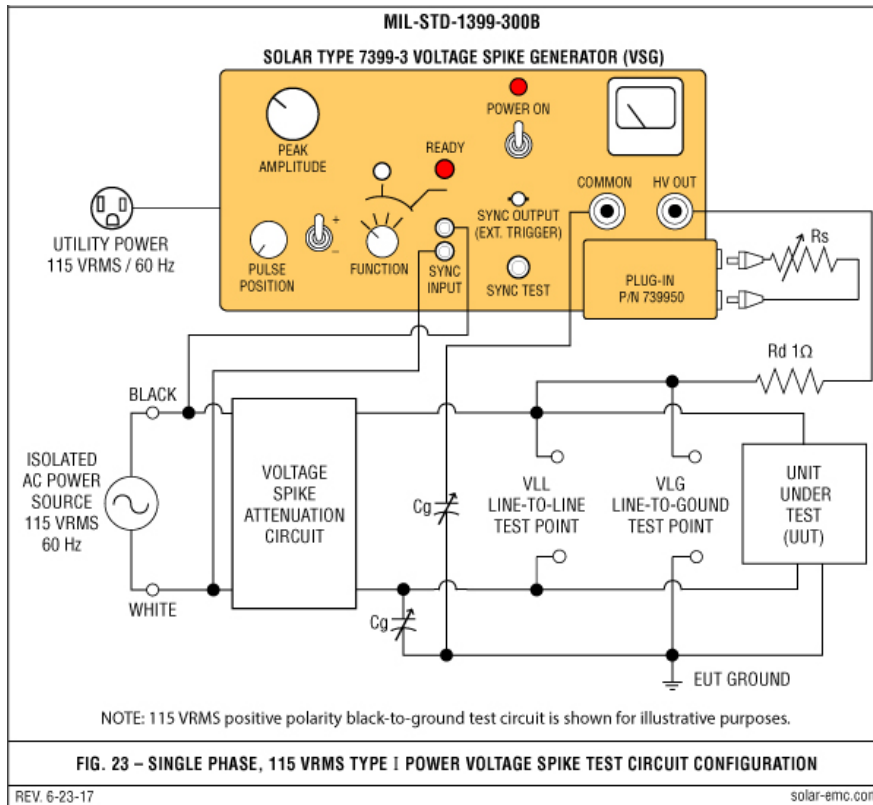 MIL-STD-1399-300B
SOLAR TYPE 7399-3 VOLTAGE SPIKE GENERATOR (VSG)
PEAK
AMPLITUDE
POWER ON
READY
COMMON
HV OUT
UTILITY POWER
115 VRMS / 60 Hz
PULSE
POSITION
+
–
FUNCTION
SYNC
INPUT
SYNC OUTPUT
(EXT. TRIGGER)
SYNC TEST
PLUG-IN
P/N 739950
Rs
Rd 1Ω
BLACK
ISOLATED
AC POWER
SOURCE
115 VRMS
60 Hz
WHITE
VOLTAGE
SPIKE
ATTENUATION
CIRCUIT
Cg
Cg
VLL
LINE-TO-LINE
TEST POINT
VLG
LINE-TO-GOUND
TEST POINT
UNIT
UNDER
TEST
(UUT)
EUT GROUND
NOTE: 115 VRMS positive polarity black-to-ground test circuit is shown for illustrative purposes.
FIG. 23 – SINGLE PHASE, 115 VRMS TYPE I POWER VOLTAGE SPIKE TEST CIRCUIT CONFIGURATION
REV. 6-23-17
solar-emc.com